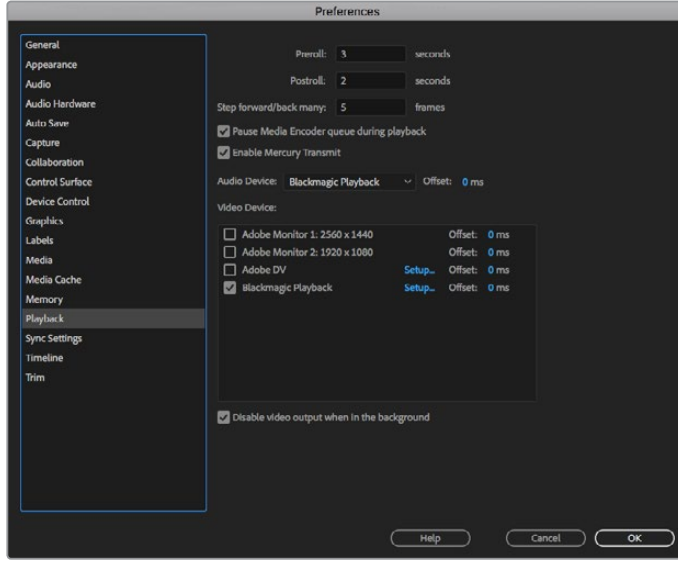 Preferences
General
Appearance
Audio
Audio Hardware
Auto Save
Capture
Collaboration
Control Surface
Device Control
Graphics
Labels
Media
Media Cache
Memory
Playback
Sync Settings
Timeline
Trim
Preroll: 3 seconds
Postroll: 2 seconds
Step forward/back many: 5 frames
Pause Media Encoder queue during playback
Enable Mercury Transmit
Audio Device: Blackmagic Playback Offset: 0 ms
Video Device:
Adobe Monitor 1: 2560 x 1440 Offset: 0 ms
Adobe Monitor 2: 1920 x 1080 Offset: 0 ms
Adobe DV Setup... Offset: 0 ms
Blackmagic Playback Setup... Offset: 0 ms
Disable video output when in the background
Help Cancel OK